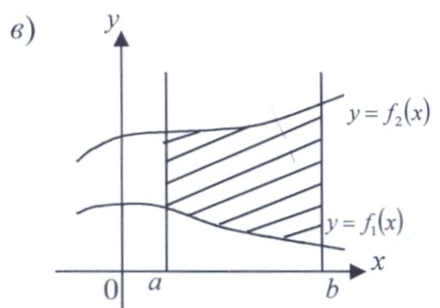 в)
y
y = f₂(x)
y = f₁(x)
x
0
a
b